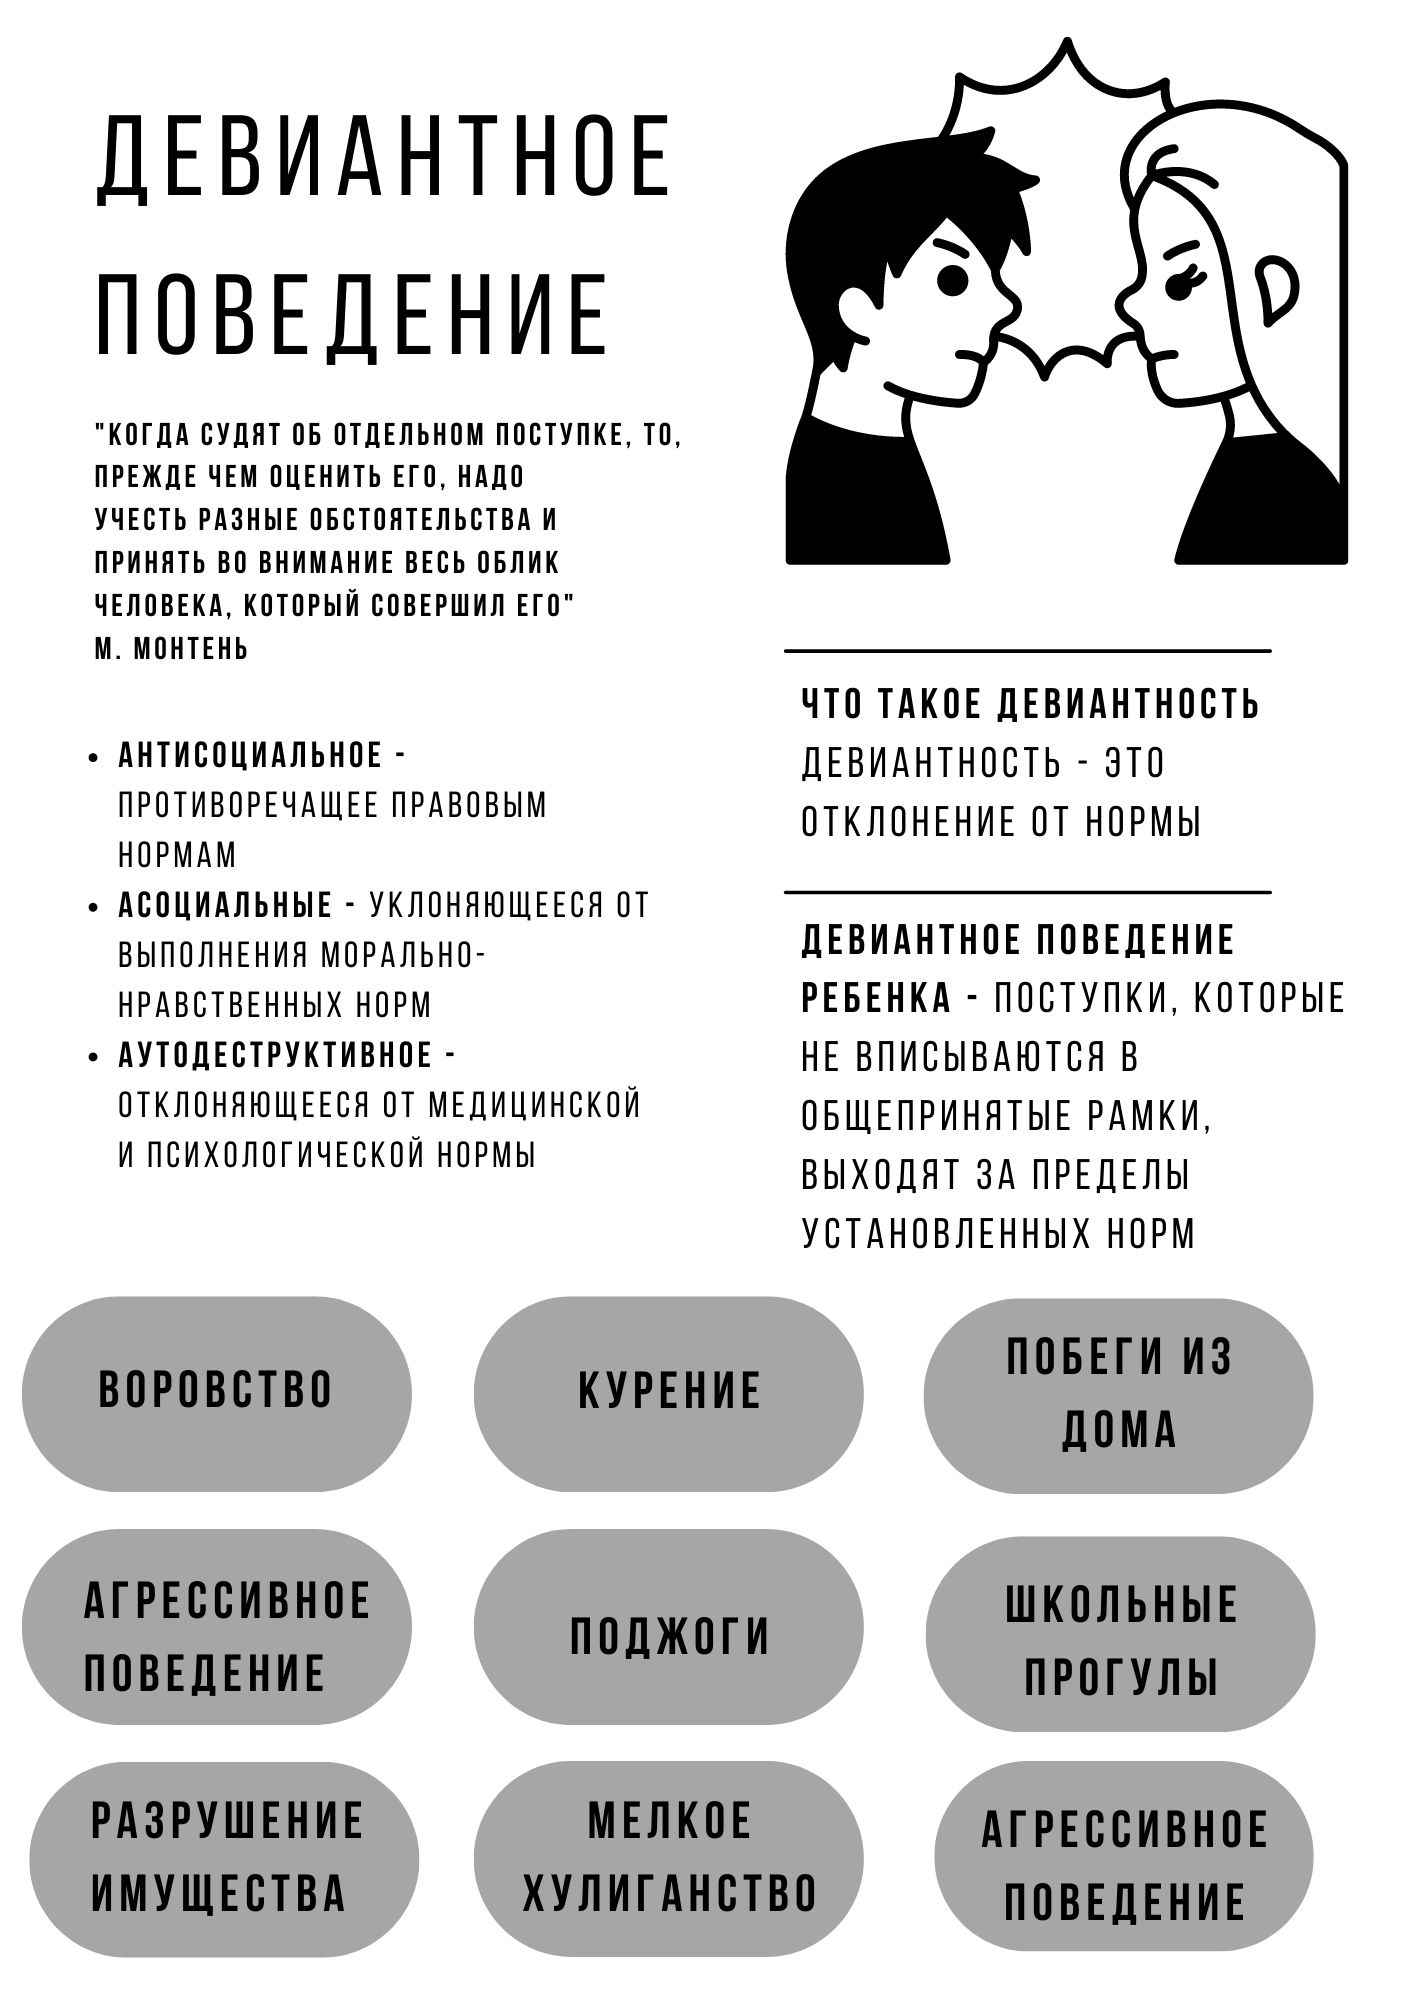 ДЕВИАНТНОЕ
ПОВЕДЕНИЕ
"КОГДА СУДЯТ ОБ ОТДЕЛЬНОМ ПОСТУПКЕ, ТО,
ПРЕЖДЕ ЧЕМ ОЦЕНИТЬ ЕГО, НАДО
УЧЕСТЬ РАЗНЫЕ ОБСТОЯТЕЛЬСТВА И
ПРИНЯТЬ ВО ВНИМАНИЕ ВЕСЬ ОБЛИК
ЧЕЛОВЕКА, КОТОРЫЙ СОВЕРШИЛ ЕГО"
М. МОНТЕНЬ
• АНТИСОЦИАЛЬНОЕ -
ПРОТИВОРЕЧАЩЕЕ ПРАВОВЫМ
НОРМАМ
• АСОЦИАЛЬНЫЕ - УКЛОНЯЮЩЕЕСЯ ОТ
ВЫПОЛНЕНИЯ МОРАЛЬНО-
НРАВСТВЕННЫХ НОРМ
• АУТОДЕСТРУКТИВНОЕ -
ОТКЛОНЯЮЩЕЕСЯ ОТ МЕДИЦИНСКОЙ
И ПСИХОЛОГИЧЕСКОЙ НОРМЫ
ЧТО ТАКОЕ ДЕВИАНТНОСТЬ
ДЕВИАНТНОСТЬ - ЭТО
ОТКЛОНЕНИЕ ОТ НОРМЫ
ДЕВИАНТНОЕ ПОВЕДЕНИЕ
РЕБЕНКА - ПОСТУПКИ, КОТОРЫЕ
НЕ ВПИСЫВАЮТСЯ В
ОБЩЕПРИНЯТЫЕ РАМКИ,
ВЫХОДЯТ ЗА ПРЕДЕЛЫ
УСТАНОВЛЕННЫХ НОРМ
ВОРОВСТВО
КУРЕНИЕ
ПОБЕГИ ИЗ
ДОМА
АГРЕССИВНОЕ
ПОВЕДЕНИЕ
ПОДЖОГИ
ШКОЛЬНЫЕ
ПРОГУЛЫ
РАЗРУШЕНИЕ
ИМУЩЕСТВА
МЕЛКОЕ
ХУЛИГАНСТВО
АГРЕССИВНОЕ
ПОВЕДЕНИЕ